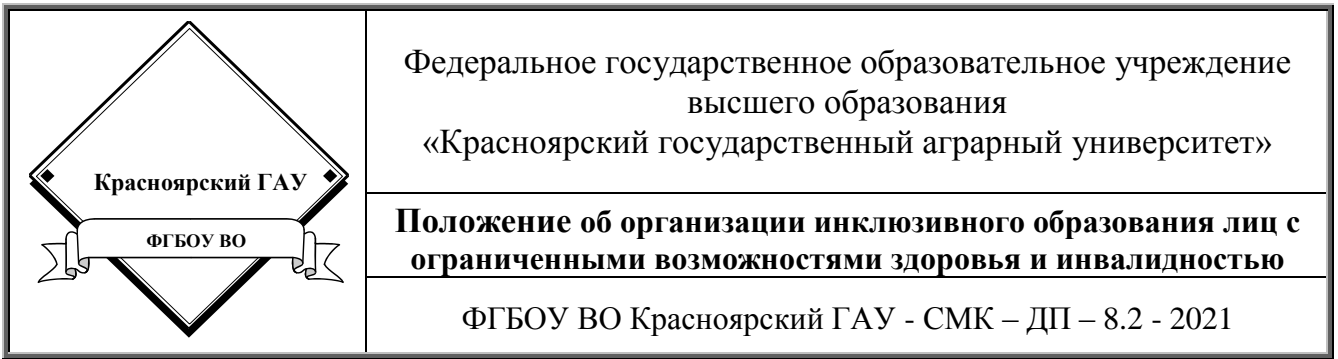 Красноярский ГАУ
ФГБОУ ВО
Федеральное государственное образовательное учреждение
высшего образования
«Красноярский государственный аграрный университет»
Положение об организации инклюзивного образования лиц с
ограниченными возможностями здоровья и инвалидностью
ФГБОУ ВО Красноярский ГАУ - СМК – ДП – 8.2 - 2021